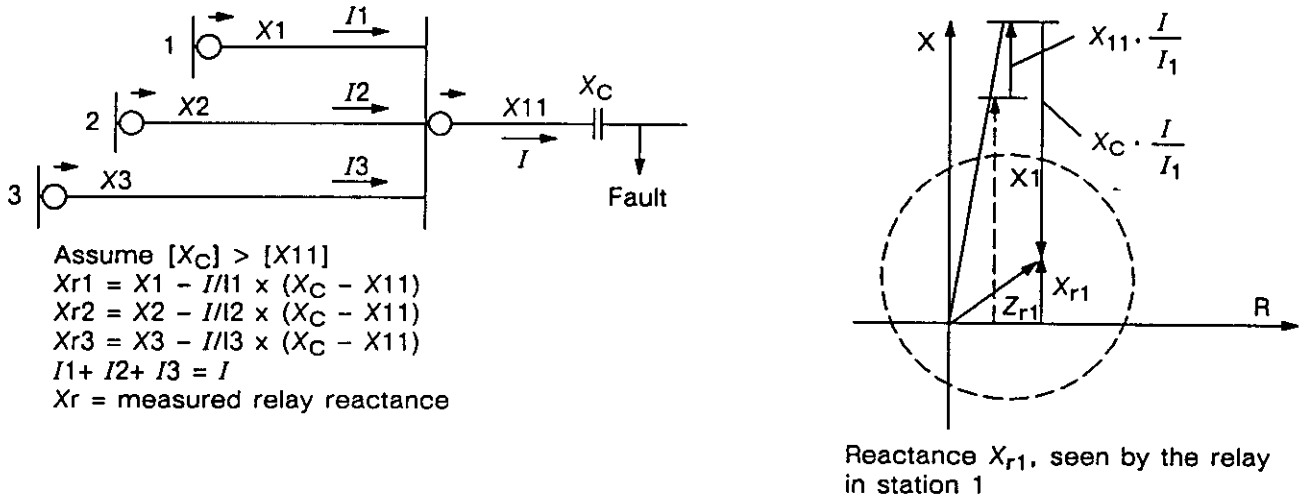 1 X1 I1
2 X2 I2 X11 XC
I
3 X3 I3 Fault
Assume [XC] > [X11]
Xr1 = X1 – I/I1 x (XC – X11)
Xr2 = X2 – I/I2 x (XC – X11)
Xr3 = X3 – I/I3 x (XC – X11)
I1+ I2+ I3 = I
Xr = measured relay reactance
X
X11 · I/I1
XC · I/I1
X1
Xr1
Zr1
R
Reactance Xr1, seen by the relay
in station 1